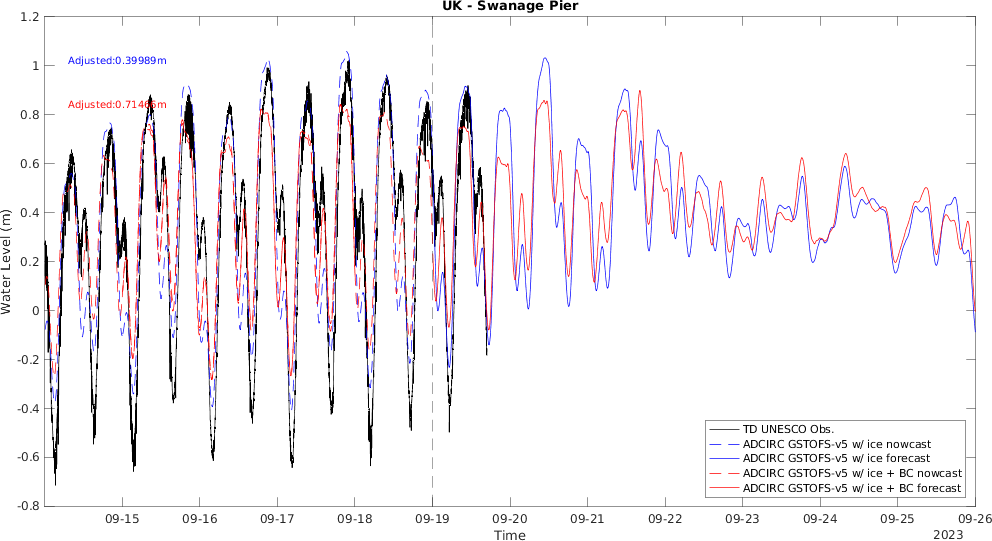 UK - Swanage Pier
1.2
1
0.8
0.6
0.4
0.2
0
-0.2
-0.4
-0.6
-0.8
Water Level (m)
Adjusted:0.39989m
Adjusted:0.71465m
TD UNESCO Obs.
ADCIRC GSTOFS-v5 w/ ice nowcast
ADCIRC GSTOFS-v5 w/ ice forecast
ADCIRC GSTOFS-v5 w/ ice + BC nowcast
ADCIRC GSTOFS-v5 w/ ice + BC forecast
09-15 09-16 09-17 09-18 09-19 09-20 09-21 09-22 09-23 09-24 09-25 09-26
Time
2023